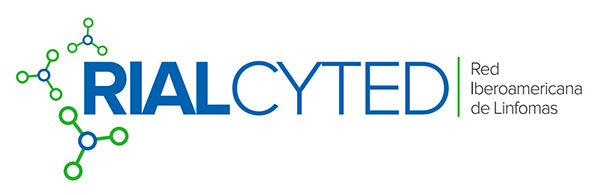 RIALCYTED
Red
Iberoamericana
de Linfomas